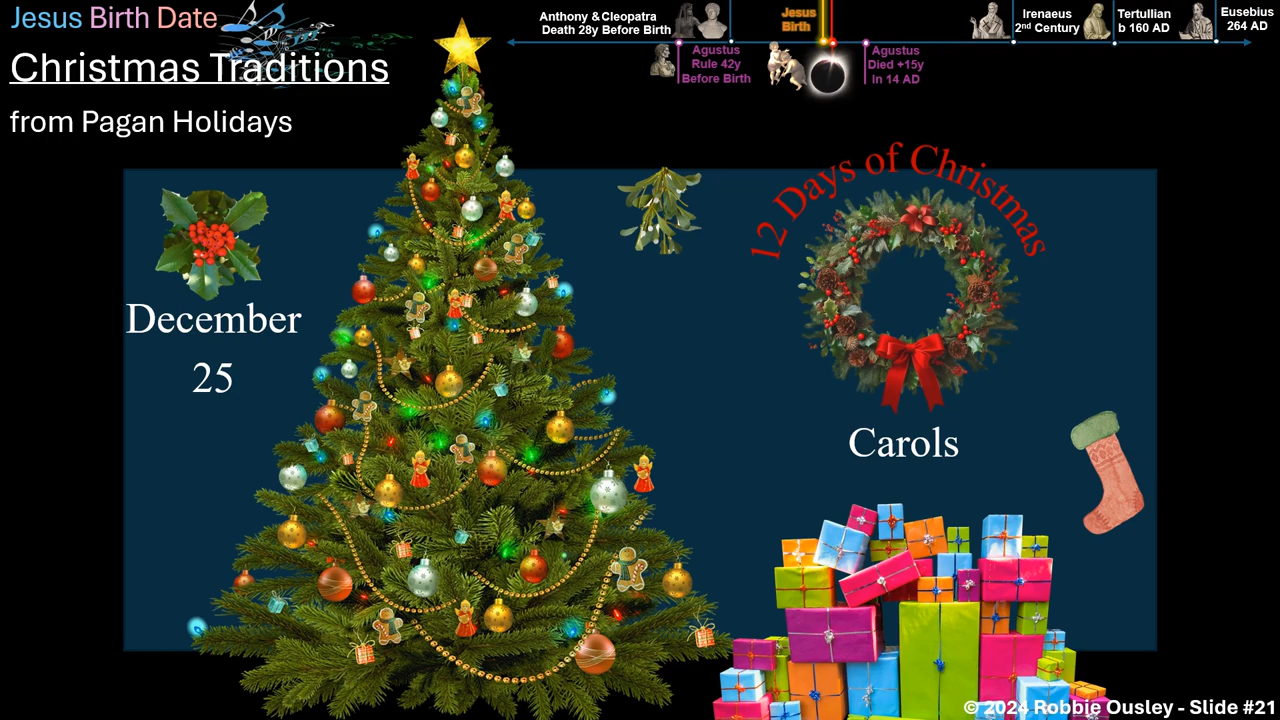 Jesus Birth Date
Christmas Traditions
from Pagan Holidays
Anthony & Cleopatra
Death 28y Before Birth
Agustus
Rule 42y
Before Birth
Jesus
Birth
Agustus
Died +15y
In 14 AD
Irenaeus
2nd Century
Tertullian
b 160 AD
Eusebius
264 AD
December
25
12 Days of Christmas
Carols
© 2024 Robbie Ousley - Slide #21